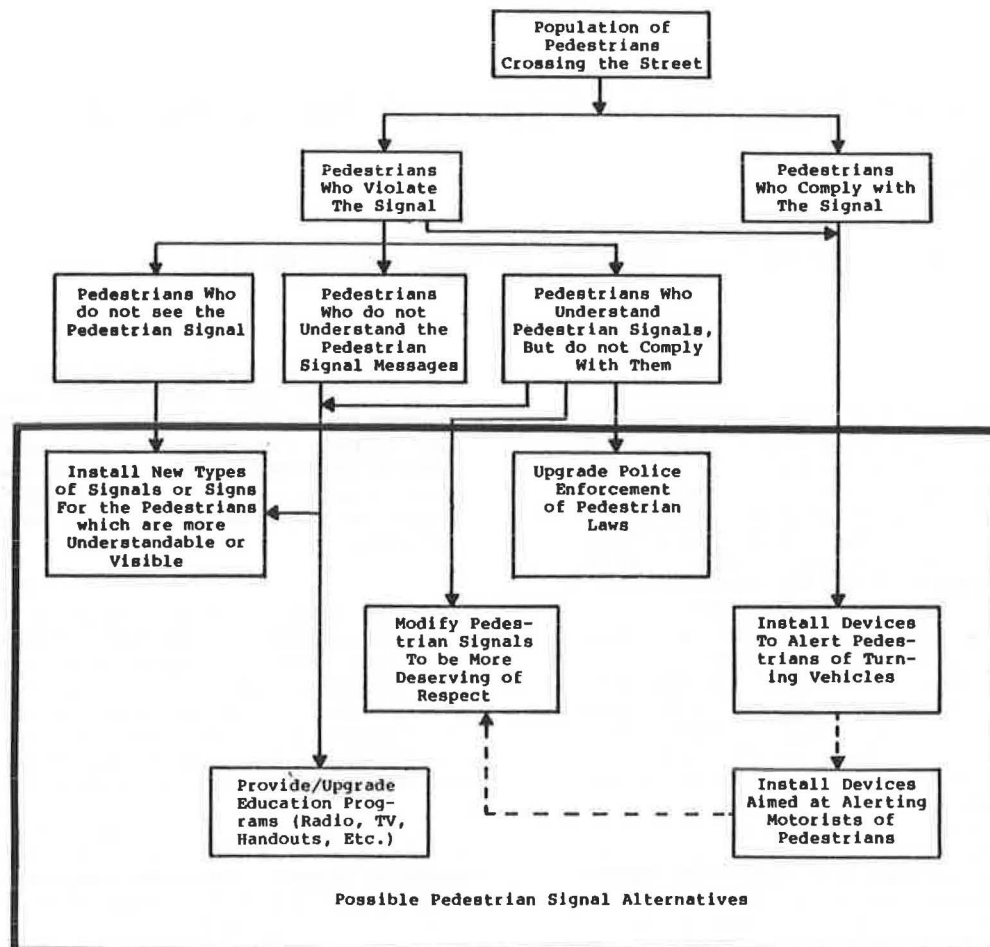 Population of
Pedestrians
Crossing the Street
Pedestrians
Who Violate
The Signal
Pedestrians
Who Comply with
The Signal
Pedestrians Who
do not see the
Pedestrian Signal
Pedestrians
Who do not
Understand the
Pedestrian
Signal Messages
Pedestrians Who
Understand
Pedestrian Signals,
But do not Comply
With Them
Install New Types
of Signals or Signs
For the Pedestrians
which are more
Understandable or
Visible
Upgrade Police
Enforcement
of Pedestrian
Laws
Modify Pedes-
trian Signals
To be More
Deserving of
Respect
Install Devices
To Alert Pedes-
trians of Turn-
ing Vehicles
Provide/Upgrade
Education Prog-
rams (Radio, TV,
Handouts, Etc.)
Install Devices
Aimed at Alerting
Motorists of
Pedestrians
Possible Pedestrian Signal Alternatives